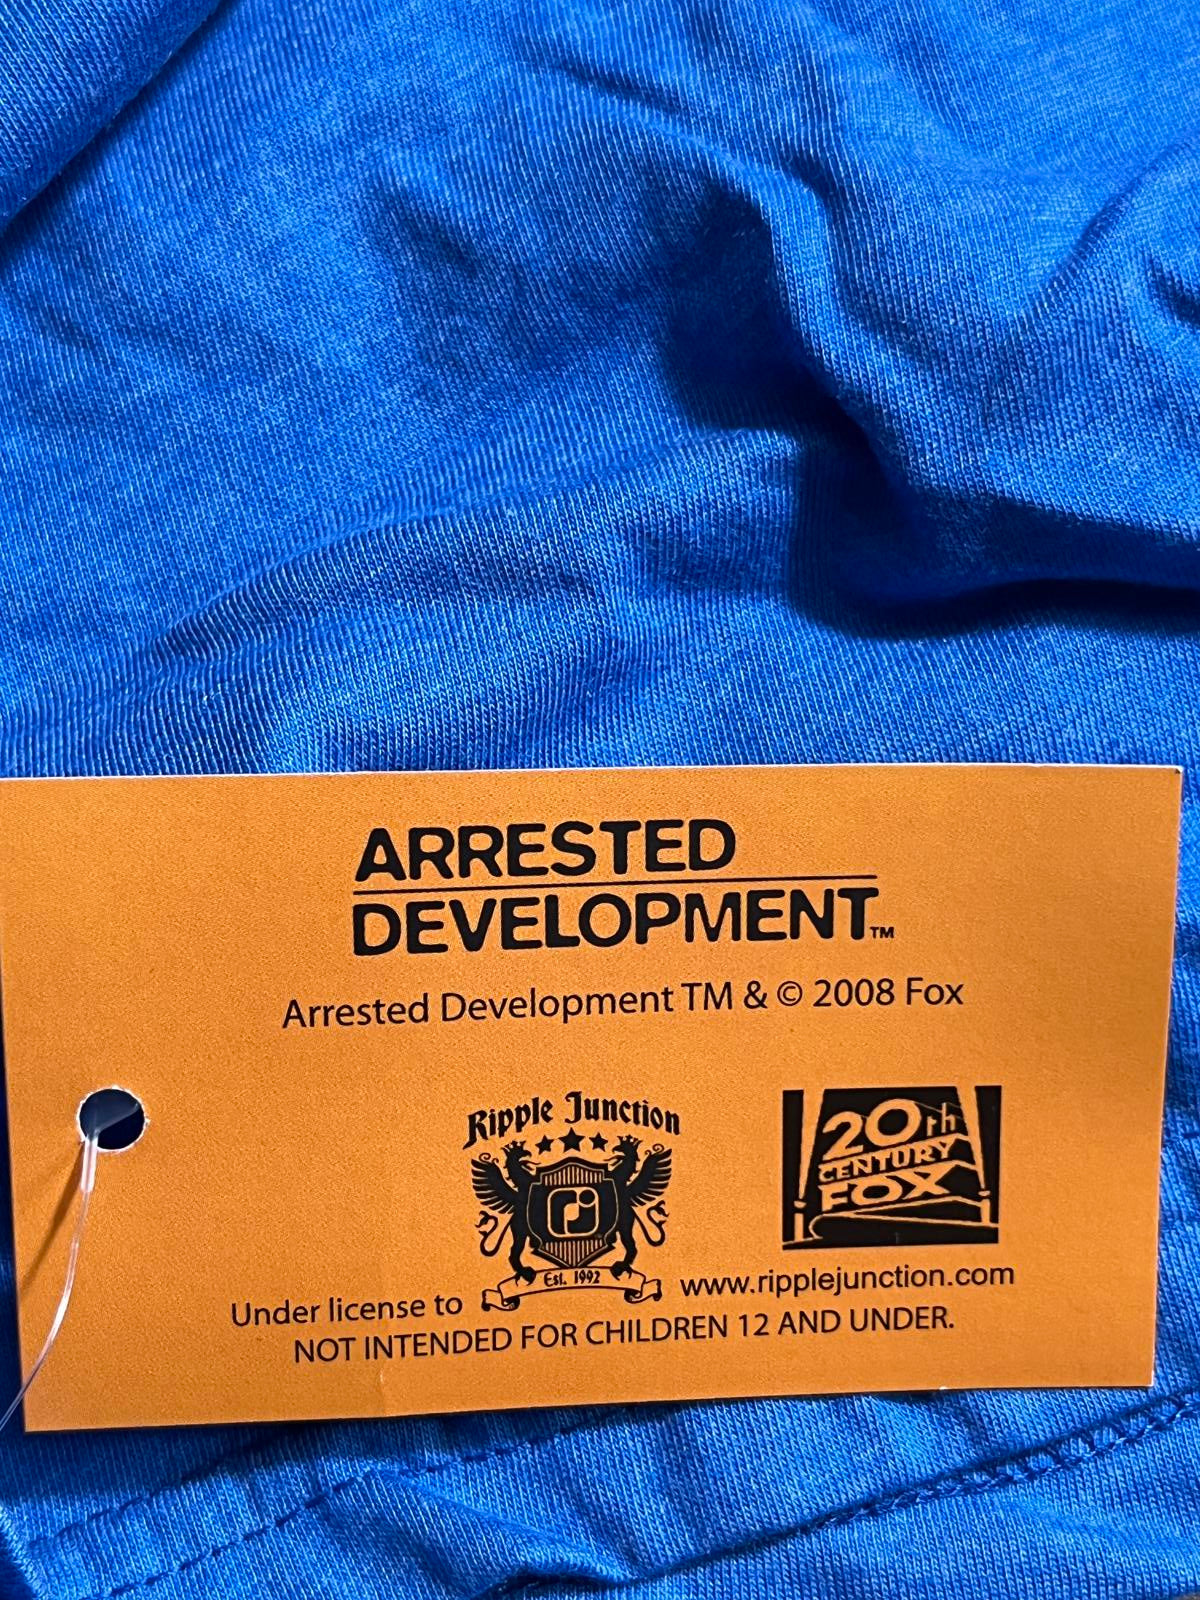 ARRESTED
DEVELOPMENT™
Arrested Development TM & © 2008 Fox
Ripple Junction
rj
Est. 1992
20th
CENTURY
FOX
Under license to
www.ripplejunction.com
NOT INTENDED FOR CHILDREN 12 AND UNDER.